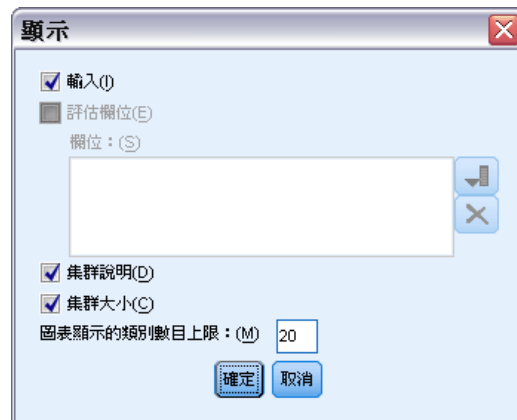 顯示
輸入(I)
評估欄位(E)
欄位：(S)
集群說明(D)
集群大小(C)
圖表顯示的類別數目上限：(M) 20
確定 取消